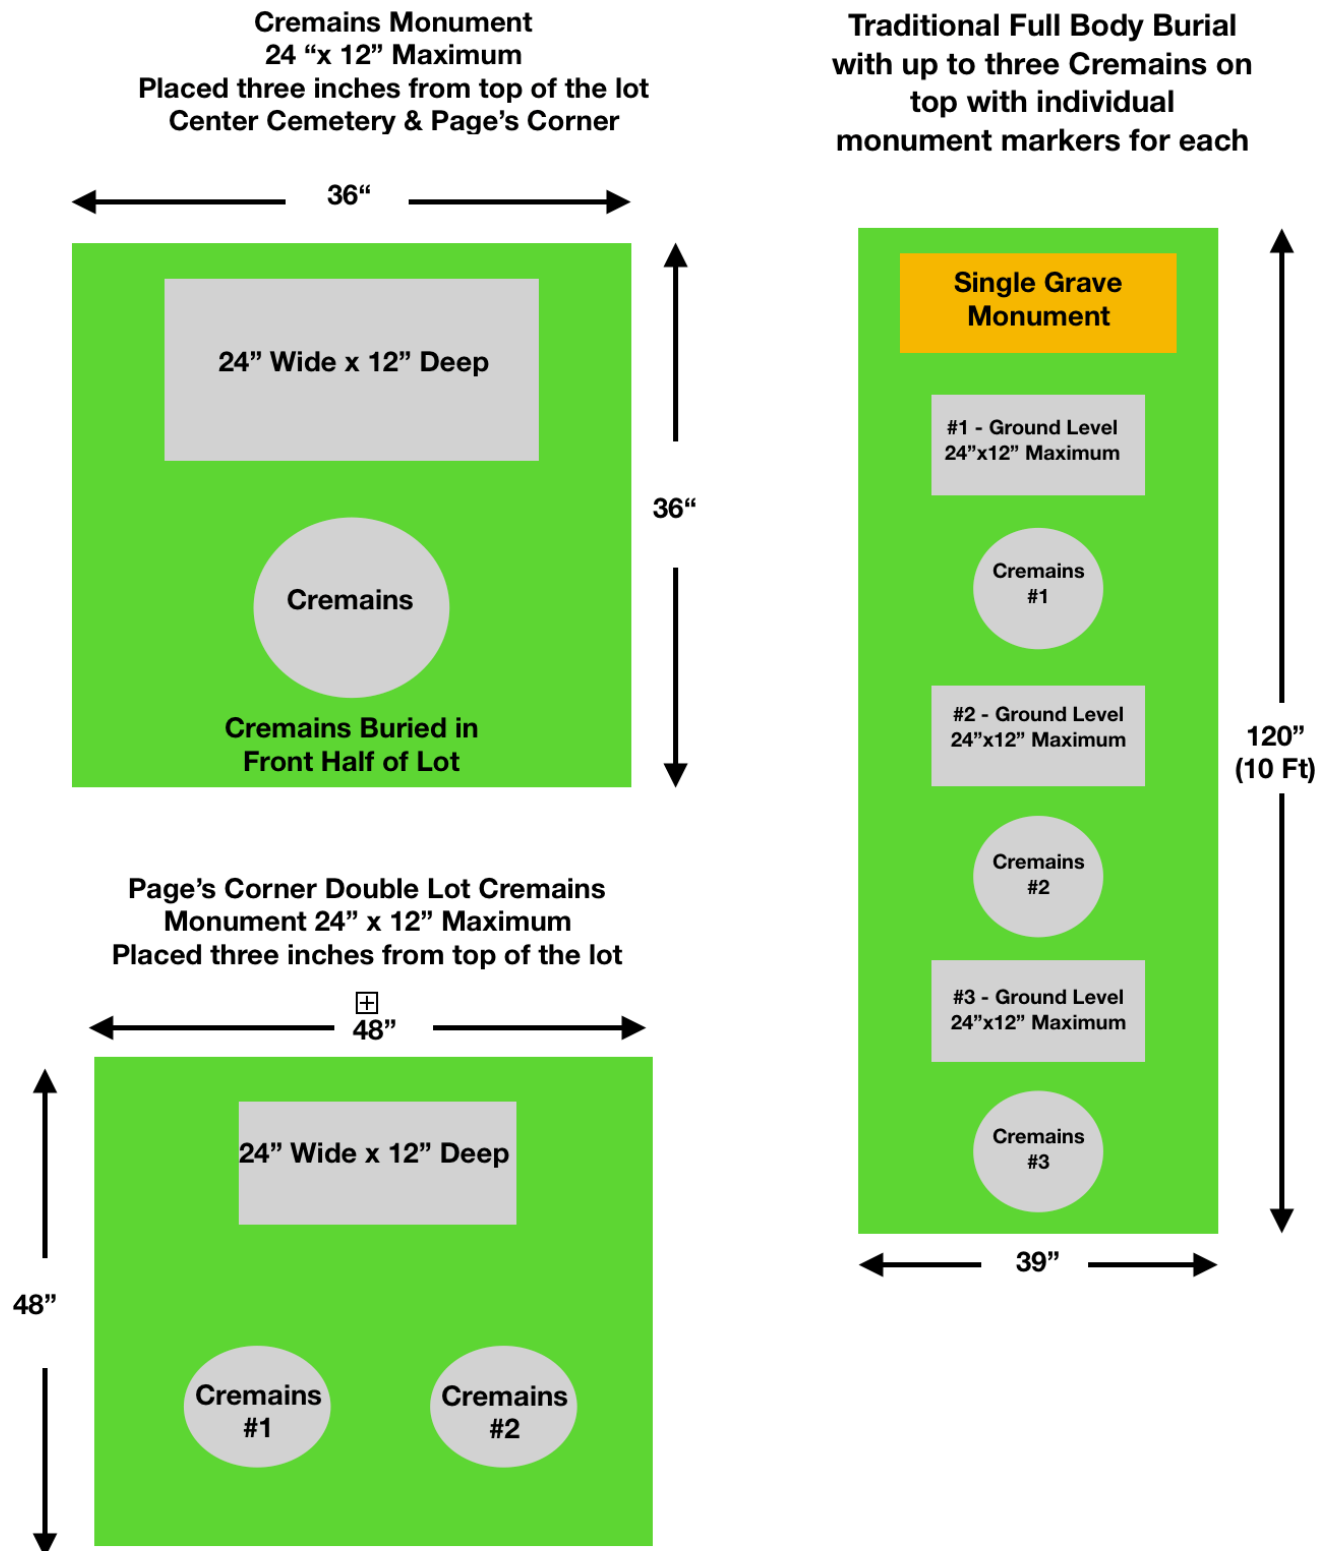 Cremains Monument
24 “x 12” Maximum
Placed three inches from top of the lot
Center Cemetery & Page’s Corner
36“
24” Wide x 12” Deep
36“
Cremains
Cremains Buried in
Front Half of Lot
Page’s Corner Double Lot Cremains
Monument 24” x 12” Maximum
Placed three inches from top of the lot
48”
24” Wide x 12” Deep
48”
Cremains
#1
Cremains
#2
Traditional Full Body Burial
with up to three Cremains on
top with individual
monument markers for each
Single Grave
Monument
#1 - Ground Level
24”x12” Maximum
Cremains
#1
#2 - Ground Level
24”x12” Maximum
120”
(10 Ft)
Cremains
#2
#3 - Ground Level
24”x12” Maximum
Cremains
#3
39”